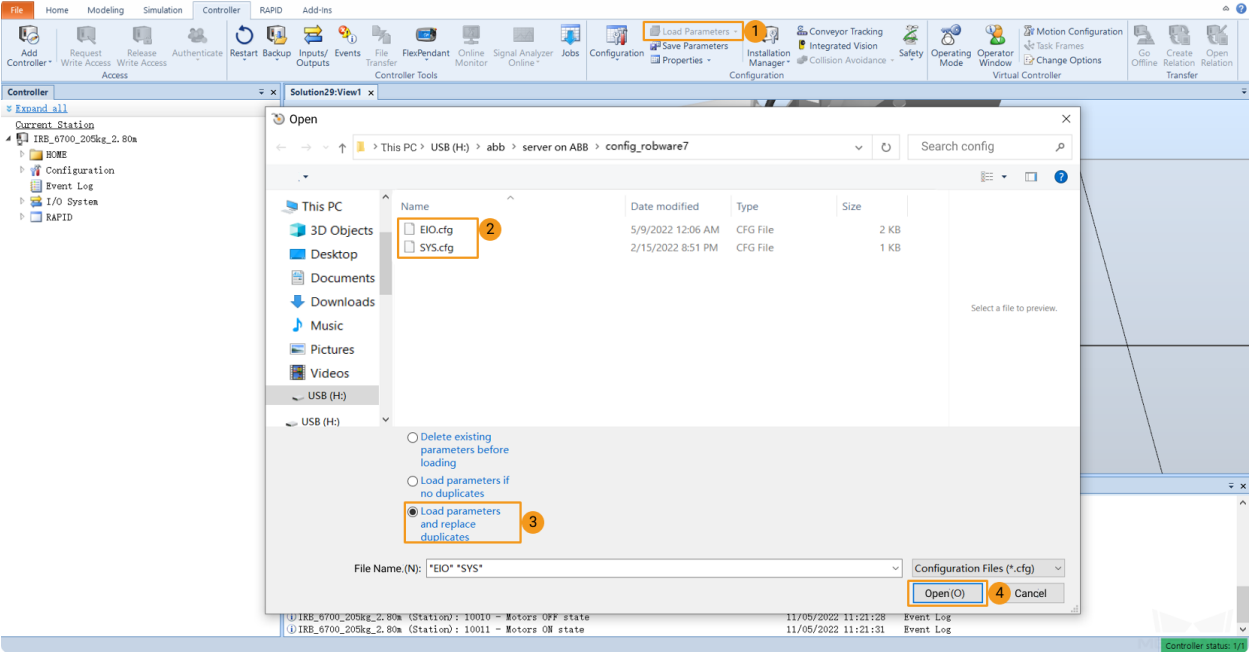 File Home Modeling Simulation Controller RAPID Add-Ins
Add Controller
Request Write Access
Release Write Access
Authenticate
Access
Restart
Backup
Inputs/ Outputs
Events
File Transfer
FlexPendant
Online Monitor
Signal Analyzer Online
Jobs
Controller Tools
Configuration
Load Parameters
1
Save Parameters
Properties
Installation Manager
Conveyor Tracking
Integrated Vision
Collision Avoidance
Safety
Configuration
Operating Mode
Operator Window
Motion Configuration
Task Frames
Change Options
Virtual Controller
Go Offline
Create Relation
Open Relation
Transfer
Controller
Solution29:View1
Expand all
Current Station
IRB_6700_205kg_2.80m
HOME
Configuration
Event Log
I/O System
RAPID
Open
This PC USB (H:) abb server on ABB config_robware7
Search config
This PC
3D Objects
Desktop
Documents
Downloads
Music
Pictures
Videos
USB (H:)
USB (H:)
Name Date modified Type Size
EIO.cfg 5/9/2022 12:06 AM CFG File 2 KB
SYS.cfg 2/15/2022 8:51 PM CFG File 1 KB
2
Select a file to preview.
Delete existing
parameters before
loading
Load parameters if
no duplicates
Load parameters
and replace
duplicates
3
File Name.(N): "EIO" "SYS" Configuration Files (*.cfg)
Open(O) 4 Cancel
IRB_6700_205kg_2.80m (Station): 10010 - Motors OFF state 11/05/2022 11:21:28 Event Log
IRB_6700_205kg_2.80m (Station): 10011 - Motors ON state 11/05/2022 11:21:31 Event Log
Controller status: 1/1